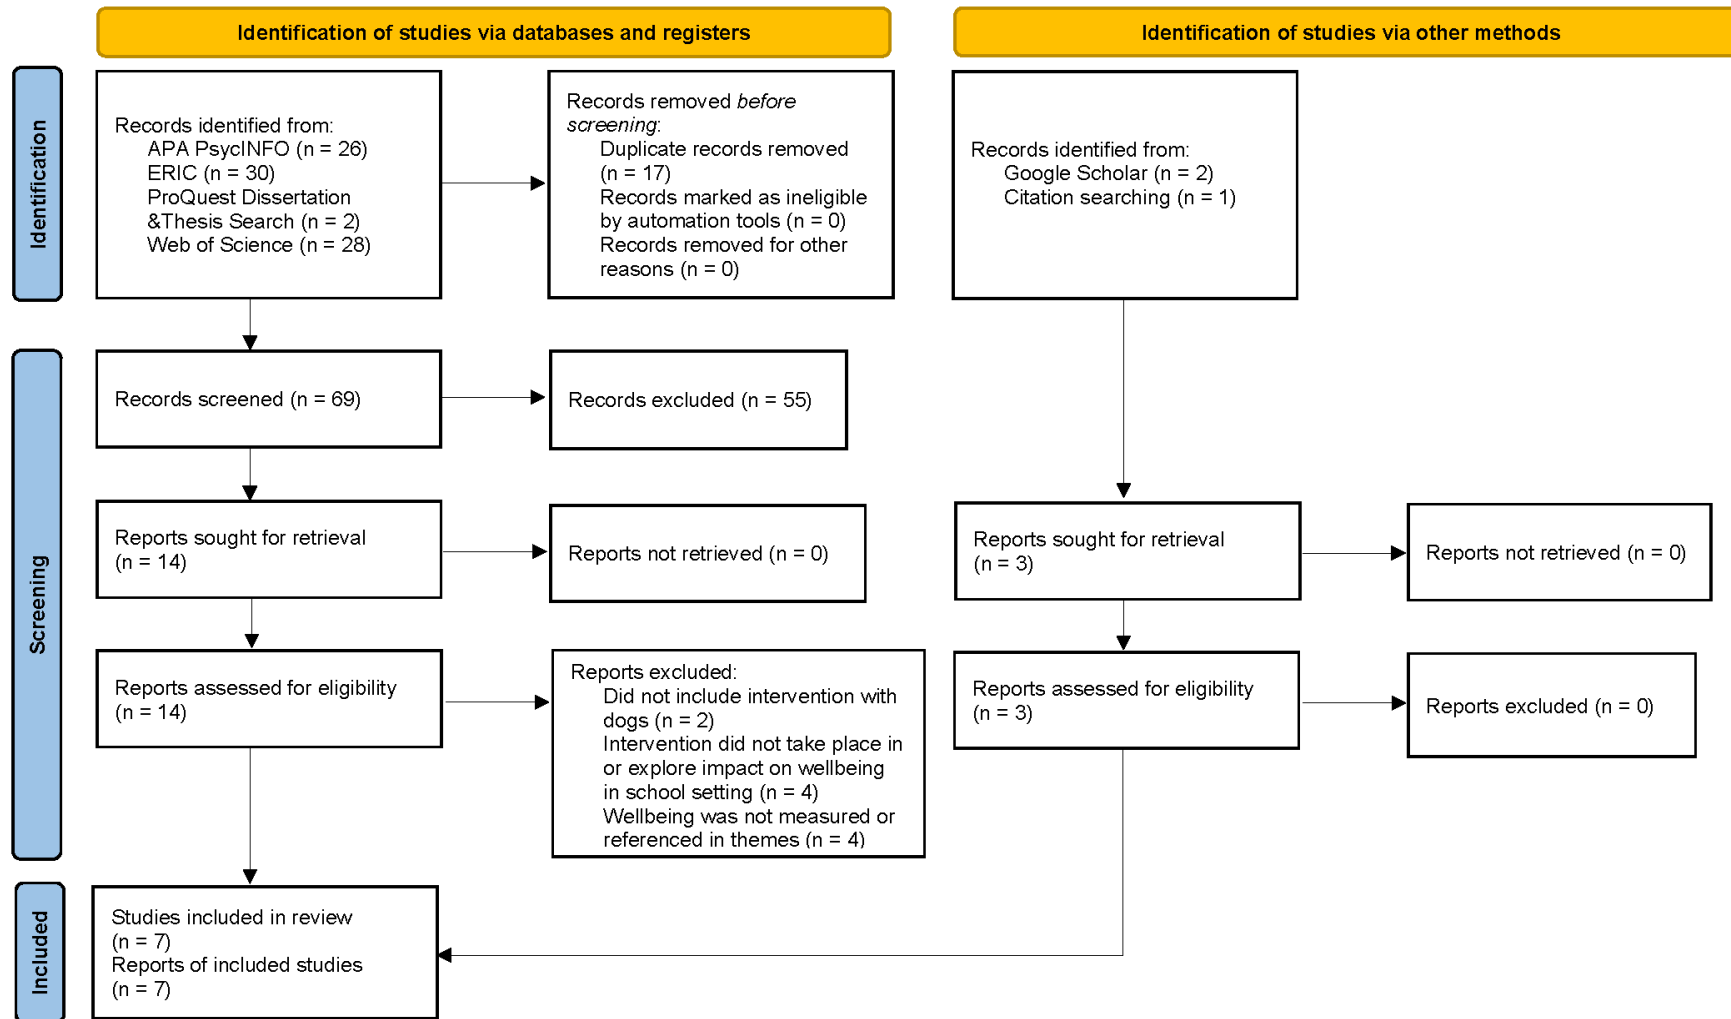 Identification of studies via databases and registers
Identification of studies via other methods
Identification
Records identified from:
APA PsycINFO (n = 26)
ERIC (n = 30)
ProQuest Dissertation
&Thesis Search (n = 2)
Web of Science (n = 28)
Records removed before
screening:
Duplicate records removed
(n = 17)
Records marked as ineligible
by automation tools (n = 0)
Records removed for other
reasons (n = 0)
Records identified from:
Google Scholar (n = 2)
Citation searching (n = 1)
Screening
Records screened (n = 69)
Records excluded (n = 55)
Reports sought for retrieval
(n = 14)
Reports not retrieved (n = 0)
Reports sought for retrieval
(n = 3)
Reports not retrieved (n = 0)
Reports assessed for eligibility
(n = 14)
Reports excluded:
Did not include intervention with
dogs (n = 2)
Intervention did not take place in
or explore impact on wellbeing
in school setting (n = 4)
Wellbeing was not measured or
referenced in themes (n = 4)
Reports assessed for eligibility
(n = 3)
Reports excluded (n = 0)
Included
Studies included in review
(n = 7)
Reports of included studies
(n = 7)